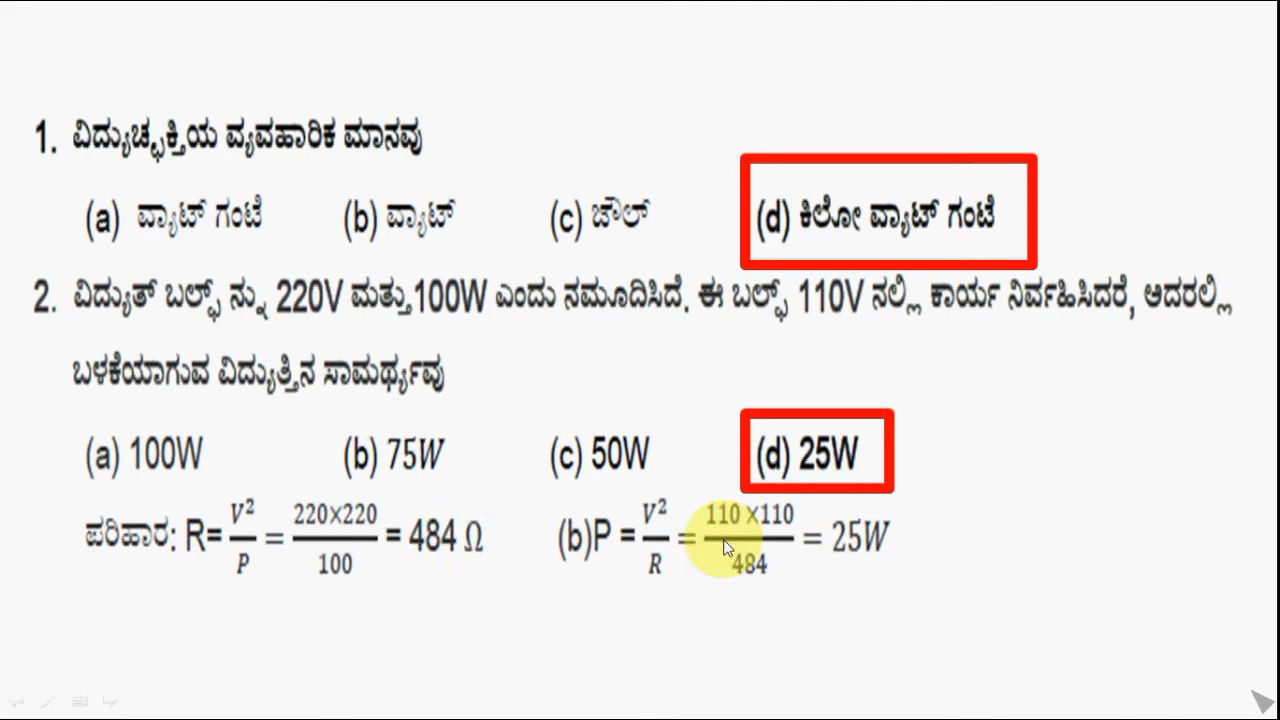 1. ವಿದ್ಯುಚ್ಛಕ್ತಿಯ ವ್ಯವಹಾರಿಕ ಮಾನವು
(a) ವ್ಯಾಟ್ ಗಂಟೆ (b) ವ್ಯಾಟ್ (c) ಜೌಲ್ (d) ಕಿಲೋ ವ್ಯಾಟ್ ಗಂಟೆ
2. ವಿದ್ಯುತ್ ಬಲ್ಫ್ ನ್ನು 220V ಮತ್ತು100W ಎಂದು ನಮೂದಿಸಿದೆ. ಈ ಬಲ್ಫ್ 110V ನಲ್ಲಿ ಕಾರ್ಯ ನಿರ್ವಹಿಸಿದರೆ, ಅದರಲ್ಲಿ
ಬಳಕೆಯಾಗುವ ವಿದ್ಯುತ್ತಿನ ಸಾಮರ್ಥ್ಯವು
(a) 100W (b) 75W (c) 50W (d) 25W
ಪರಿಹಾರ: R= V²/P = 220×220/100 = 484 Ω (b)P = V²/R = 110 ×110/484 = 25W